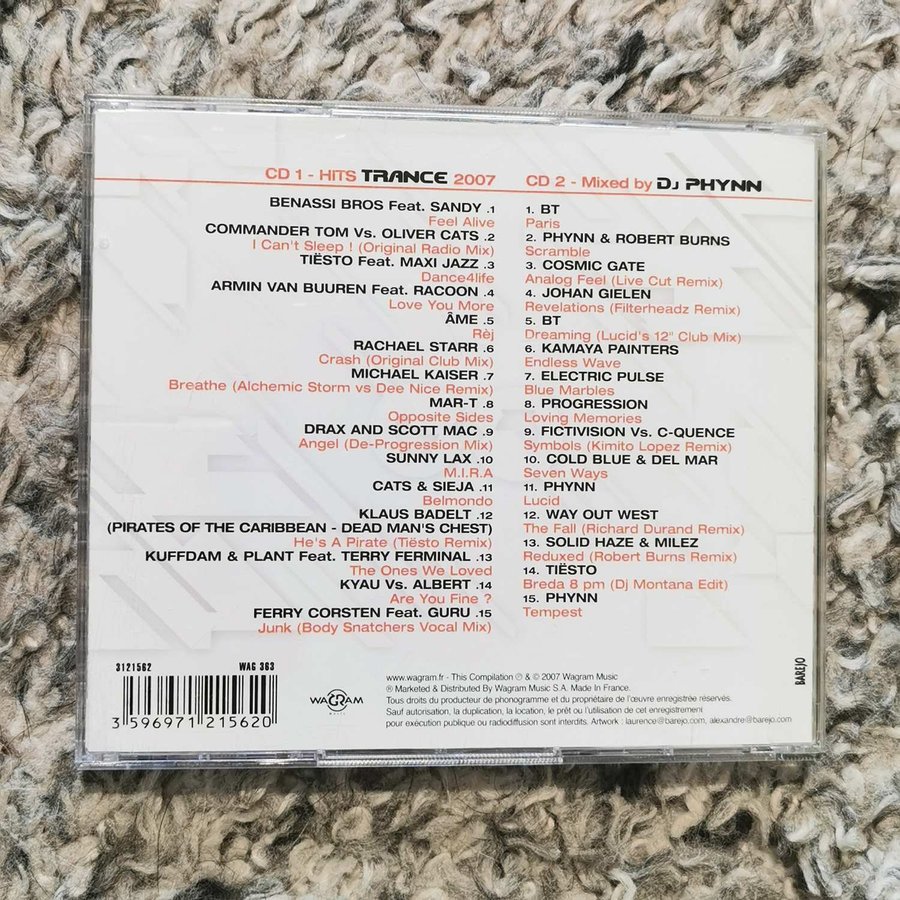 CD 1 - HITS TRANCE 2007
BENASSI BROS Feat. SANDY .1
Feel Alive
COMMANDER TOM Vs. OLIVER CATS .2
I Can't Sleep ! (Original Radio Mix)
TIËSTO Feat. MAXI JAZZ .3
Dance4life
ARMIN VAN BUUREN Feat. RACOON .4
Love You More
ÂME .5
Rèj
RACHAEL STARR .6
Crash (Original Club Mix)
MICHAEL KAISER .7
Breathe (Alchemic Storm vs Dee Nice Remix)
MAR-T .8
Opposite Sides
DRAX AND SCOTT MAC .9
Angel (De-Progression Mix)
SUNNY LAX .10
M.I.R.A
CATS & SIEJA .11
Belmondo
KLAUS BADELT .12
(PIRATES OF THE CARIBBEAN - DEAD MAN'S CHEST)
He's A Pirate (Tiësto Remix)
KUFFDAM & PLANT Feat. TERRY FERMINAL .13
The Ones We Loved
KYAU Vs. ALBERT .14
Are You Fine ?
FERRY CORSTEN Feat. GURU .15
Junk (Body Snatchers Vocal Mix)
CD 2 - Mixed by DJ PHYNN
1. BT
Paris
2. PHYNN & ROBERT BURNS
Scramble
3. COSMIC GATE
Analog Feel (Live Cut Remix)
4. JOHAN GIELEN
Revelations (Filterheadz Remix)
5. BT
Dreaming (Lucid's 12" Club Mix)
6. KAMAYA PAINTERS
Endless Wave
7. ELECTRIC PULSE
Blue Marbles
8. PROGRESSION
Loving Memories
9. FICTIVISION Vs. C-QUENCE
Symbols (Kimito Lopez Remix)
10. COLD BLUE & DEL MAR
Seven Ways
11. PHYNN
Lucid
12. WAY OUT WEST
The Fall (Richard Durand Remix)
13. SOLID HAZE & MILEZ
Reduxed (Robert Burns Remix)
14. TIËSTO
Breda 8 pm (Dj Montana Edit)
15. PHYNN
Tempest
3121562 WAG 363
3 596971 215620
WAGRAM
MUSIC
www.wagram.fr - This Compilation ℗ & © 2007 Wagram Music
® Marketed & Distributed By Wagram Music S.A. Made In France.
Tous droits du producteur de phonogramme et du propriétaire de l'œuvre enregistrée réservés.
Sauf autorisation, la duplication, la location, le prêt ou l'utilisation de cet enregistrement
pour exécution publique ou radiodiffusion sont interdits. Artwork : laurence@barejo.com, alexandre@barejo.com
BAREJO